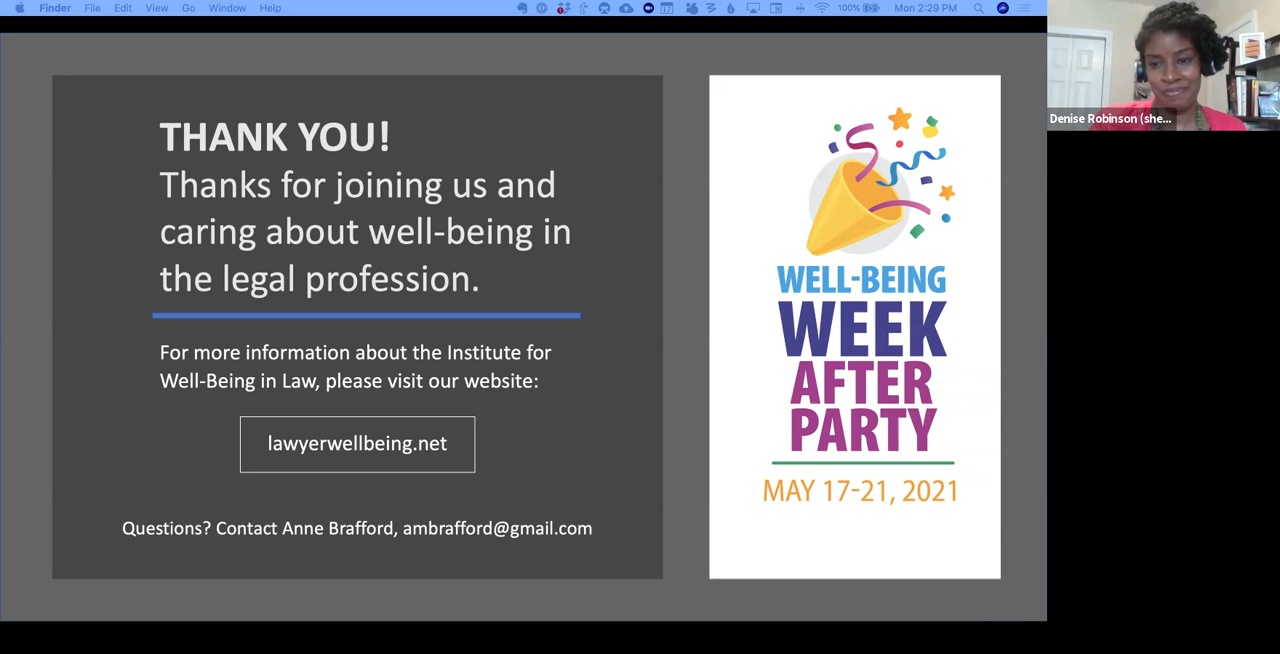 Finder File Edit View Go Window Help 17 100% Mon 2:29 PM
Denise Robinson (she...
THANK YOU!
Thanks for joining us and
caring about well-being in
the legal profession.
For more information about the Institute for
Well-Being in Law, please visit our website:
lawyerwellbeing.net
Questions? Contact Anne Brafford, ambrafford@gmail.com
WELL-BEING
WEEK
AFTER
PARTY
MAY 17-21, 2021